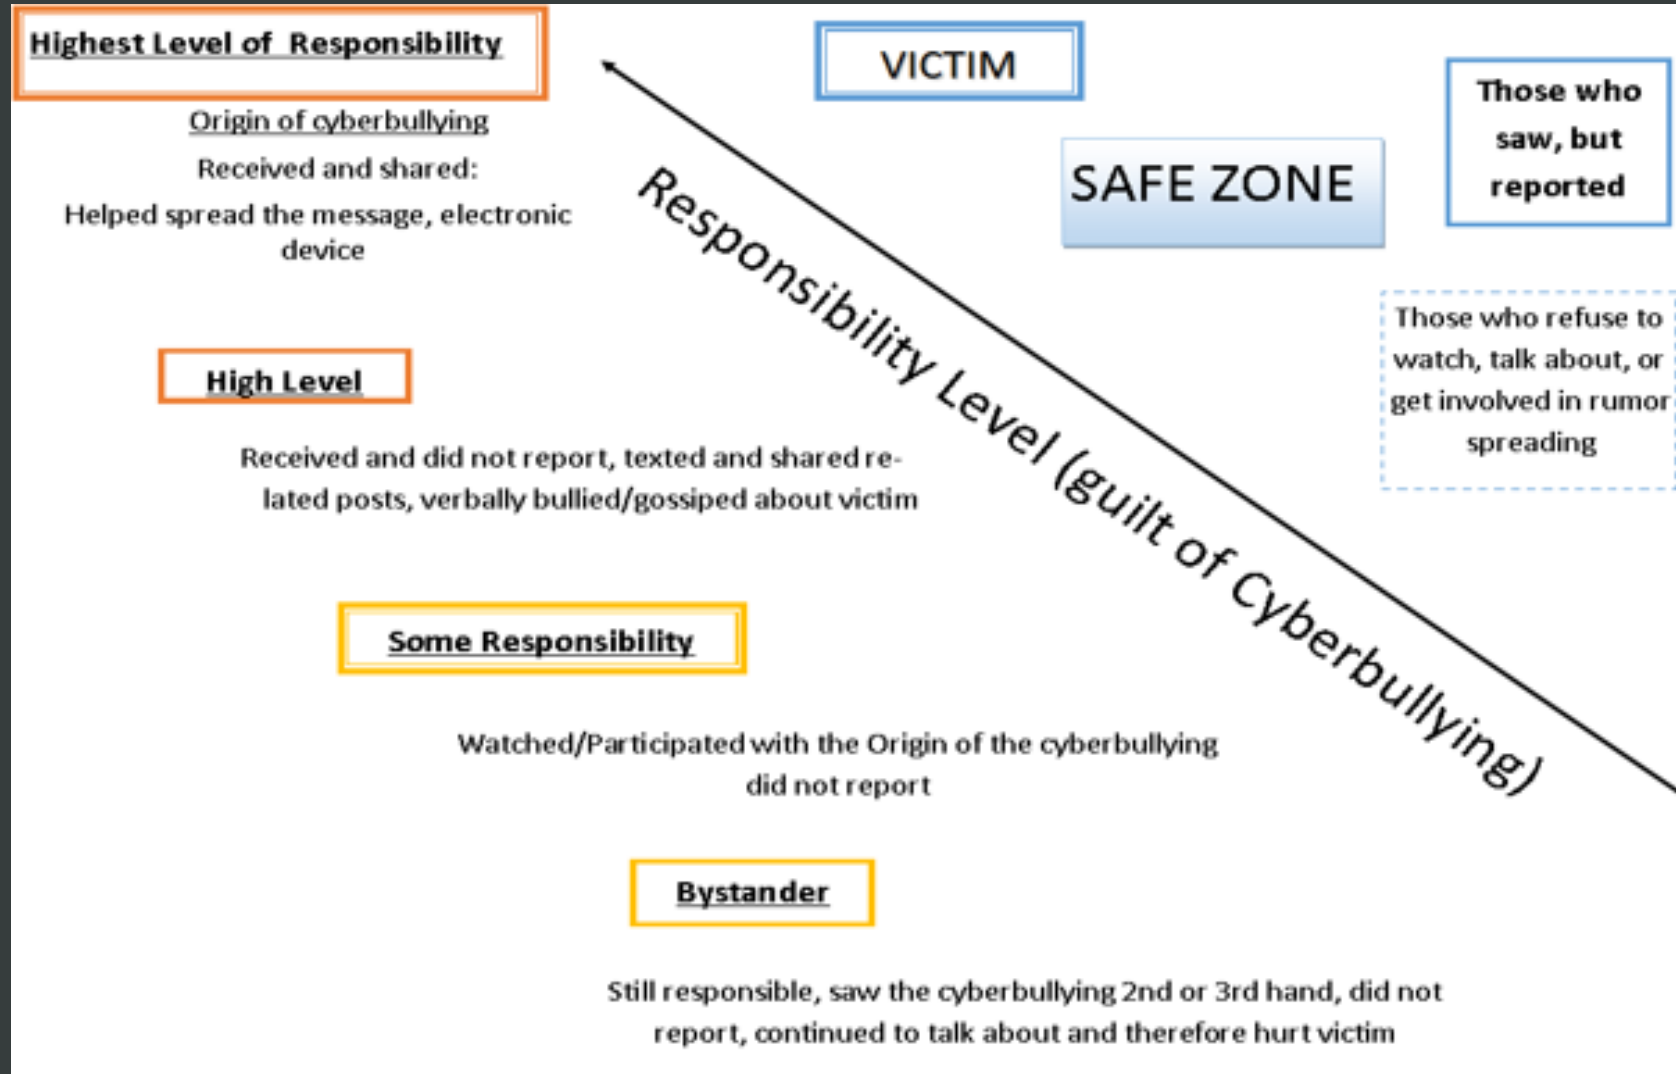 Highest Level of Responsibility
Origin of cyberbullying
Received and shared:
Helped spread the message, electronic
device
High Level
Received and did not report, texted and shared re-
lated posts, verbally bullied/gossiped about victim
Some Responsibility
Watched/Participated with the Origin of the cyberbullying
did not report
Bystander
Still responsible, saw the cyberbullying 2nd or 3rd hand, did not
report, continued to talk about and therefore hurt victim
Responsibility Level (guilt of Cyberbullying)
VICTIM
SAFE ZONE
Those who
saw, but
reported
Those who refuse to
watch, talk about, or
get involved in rumor
spreading